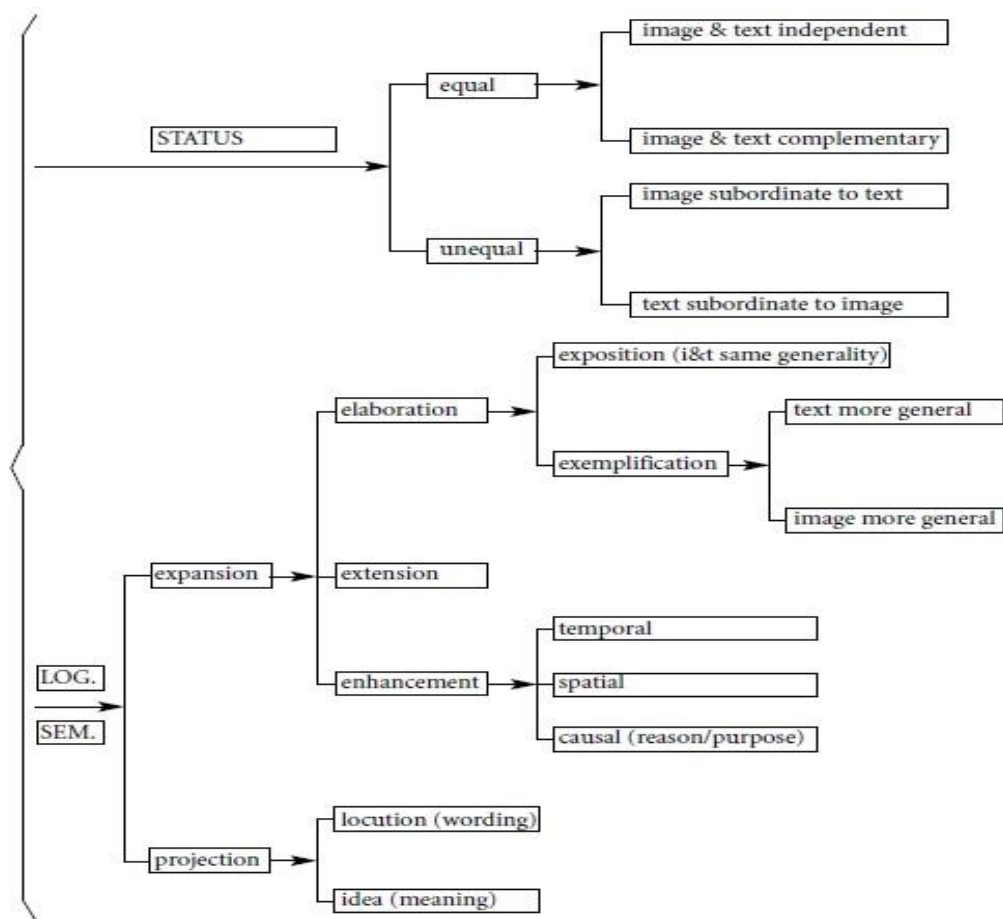 image & text independent
equal
STATUS
image & text complementary
image subordinate to text
unequal
text subordinate to image
exposition (i&t same generality)
elaboration
text more general
exemplification
image more general
expansion
extension
temporal
LOG.
enhancement
spatial
SEM.
causal (reason/purpose)
locution (wording)
projection
idea (meaning)